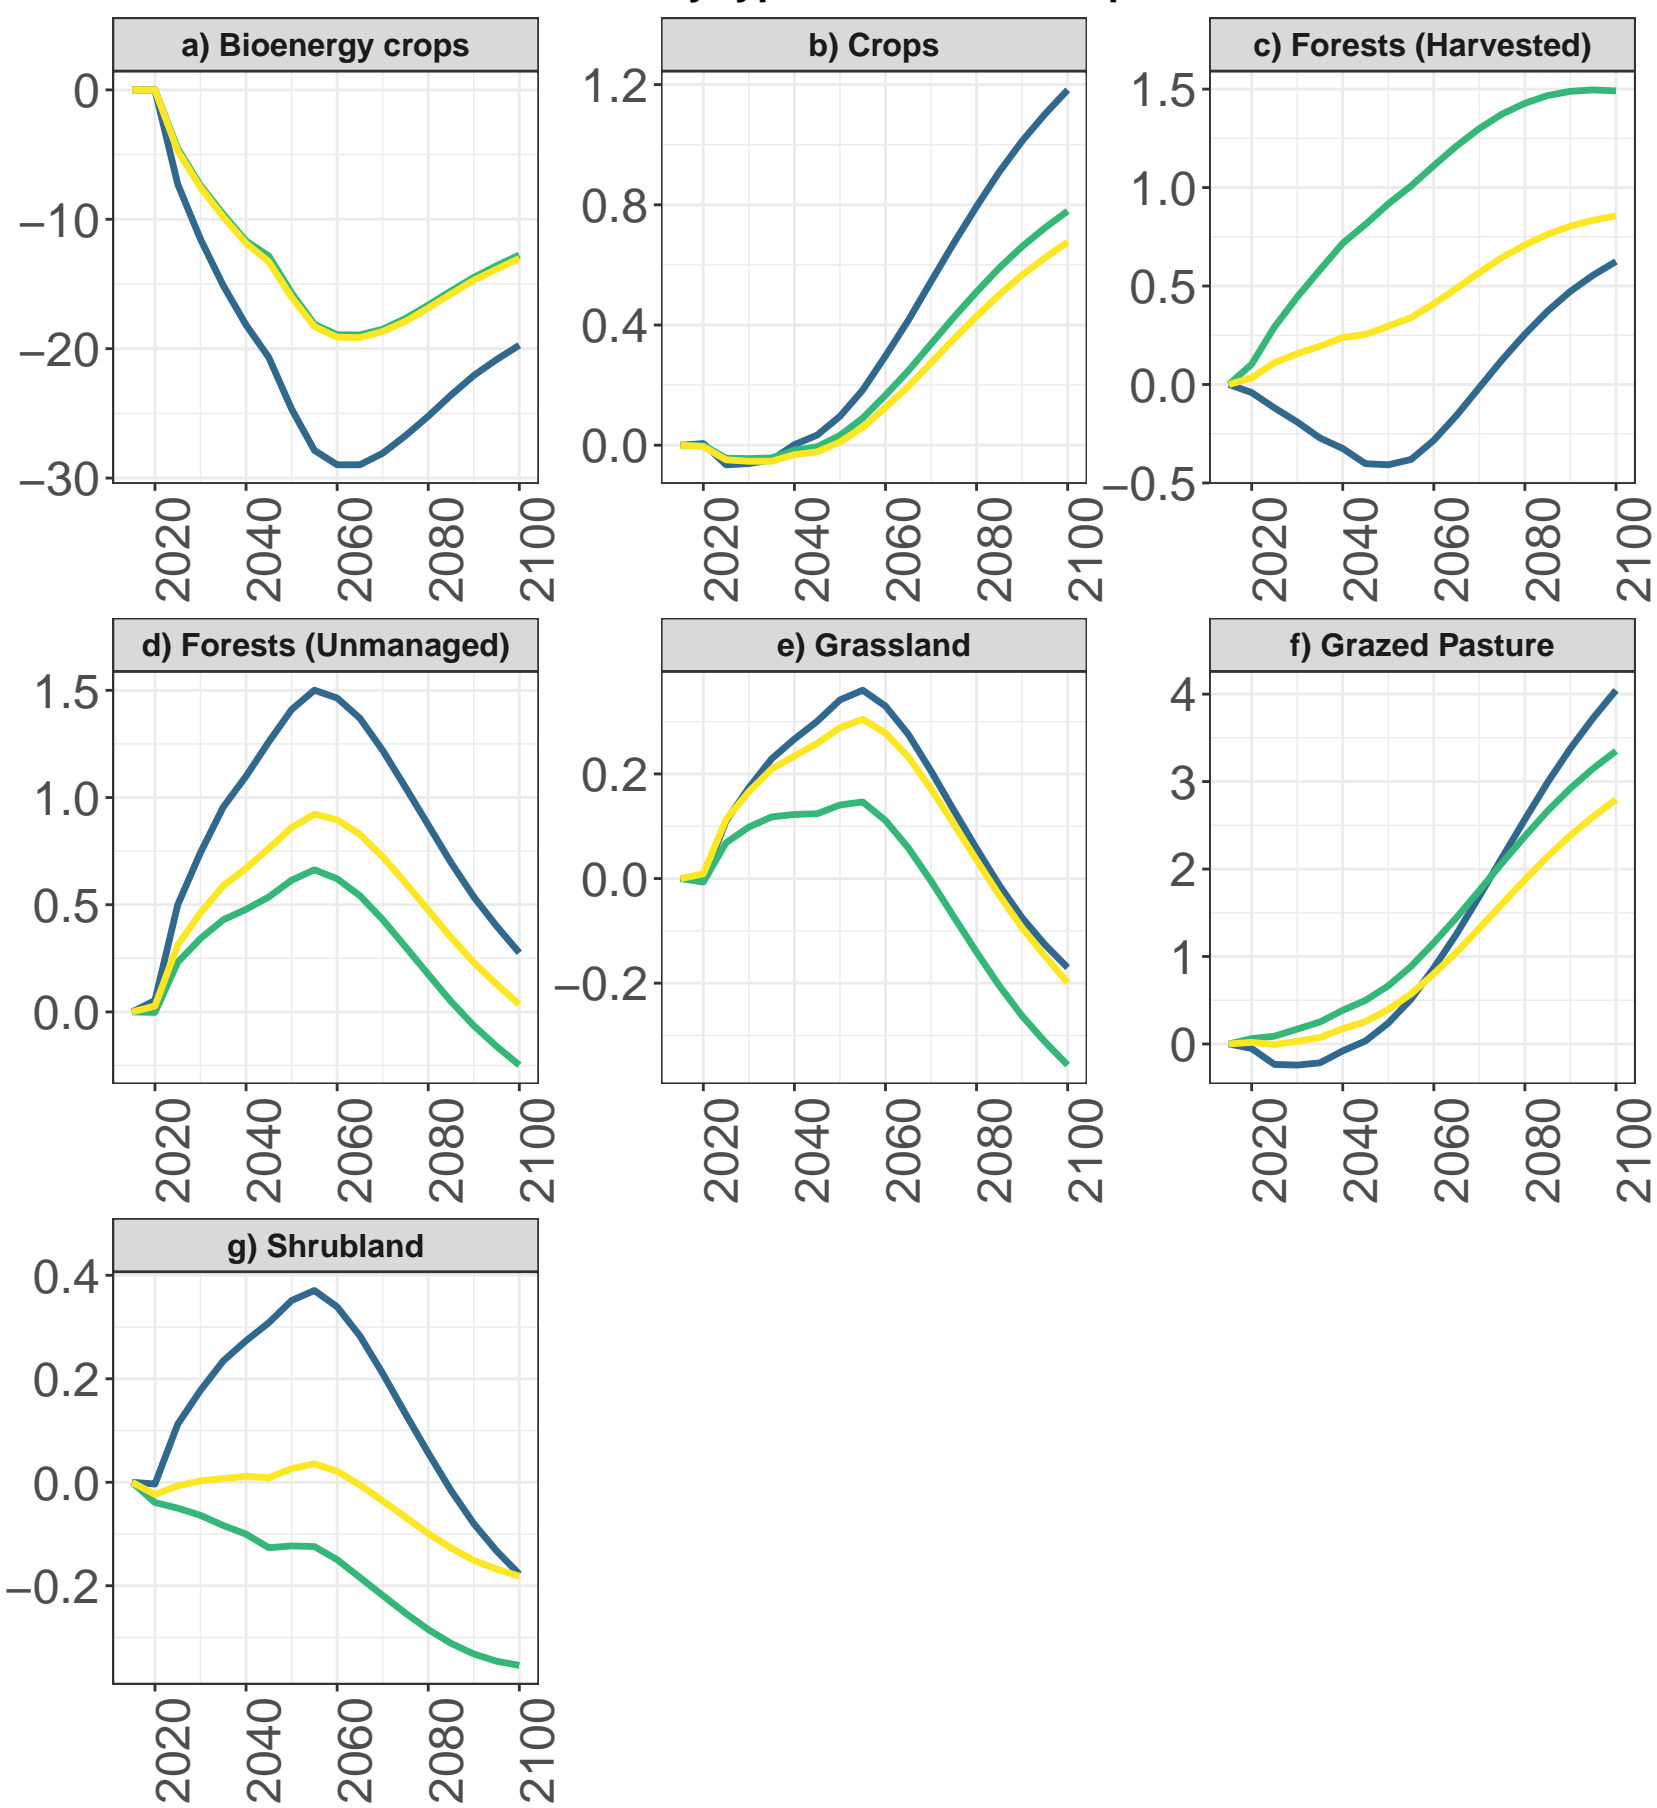 a) Bioenergy crops
0
−10
−20
−30
2020 2040 2060 2080 2100
b) Crops
1.2
0.8
0.4
0.0
2020 2040 2060 2080 2100
c) Forests (Harvested)
1.5
1.0
0.5
0.0
−0.5
2020 2040 2060 2080 2100
d) Forests (Unmanaged)
1.5
1.0
0.5
0.0
2020 2040 2060 2080 2100
e) Grassland
0.2
0.0
−0.2
2020 2040 2060 2080 2100
f) Grazed Pasture
4
3
2
1
0
2020 2040 2060 2080 2100
g) Shrubland
0.4
0.2
0.0
−0.2
2020 2040 2060 2080 2100